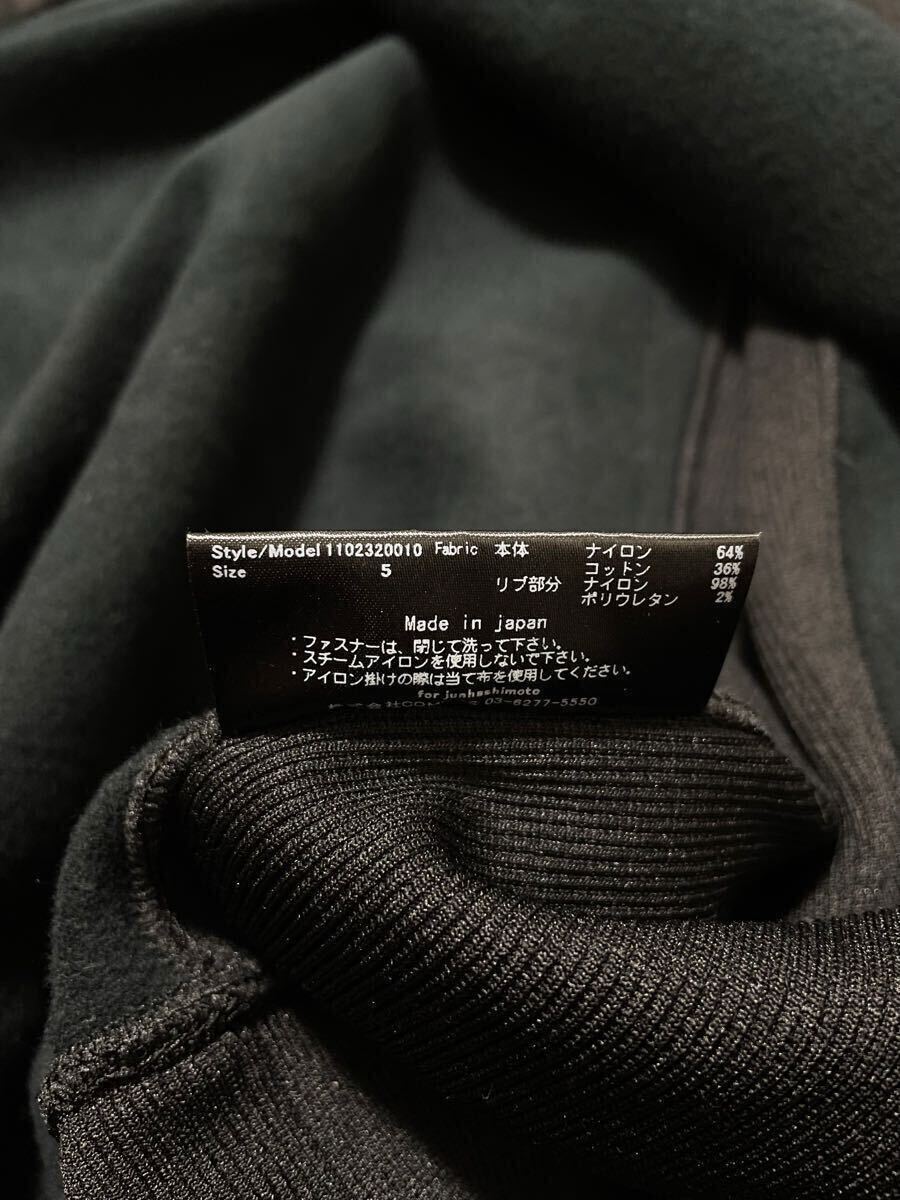 Style/Model 1102320010 Fabric 本体 ナイロン 64%
コットン 36%
Size 5 リブ部分 ナイロン 98%
ポリウレタン 2%
Made in japan
・ファスナーは、閉じて洗って下さい。
・スチームアイロンを使用しないで下さい。
・アイロン掛けの際は当て布を使用してください。
for junhashimoto
03-6277-5550